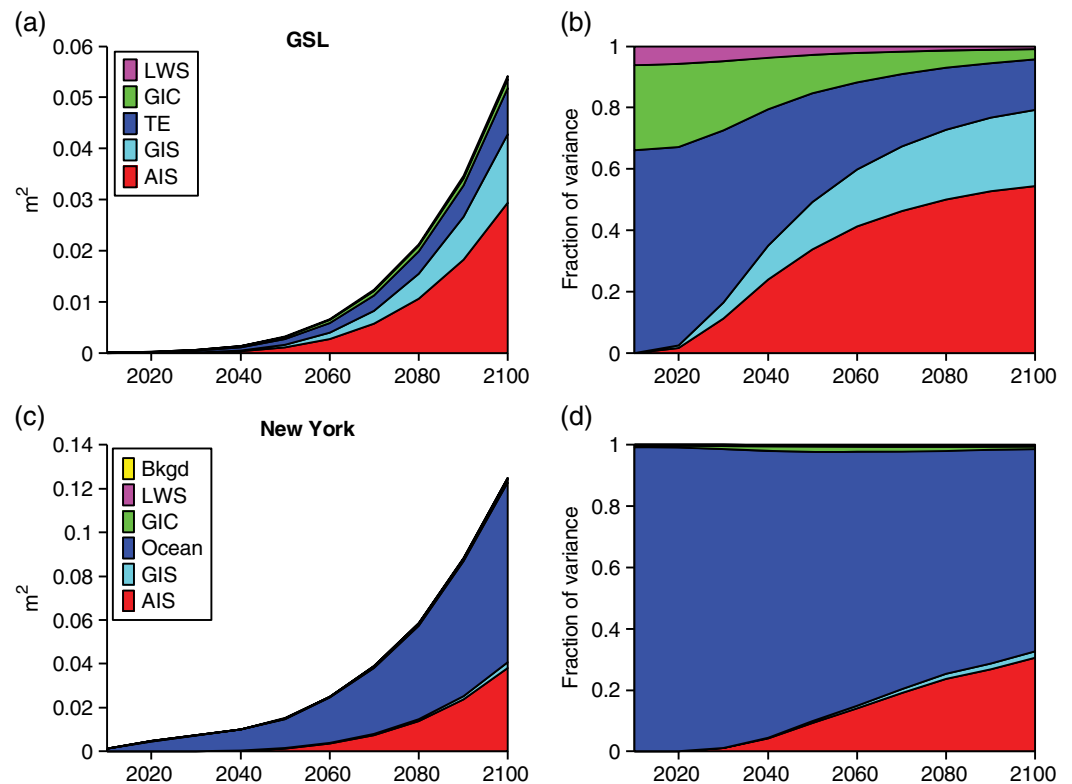 (a)
GSL
0.06
0.05
0.04
0.03
0.02
0.01
0
m²
LWS
GIC
TE
GIS
AIS
2020 2040 2060 2080 2100
(b)
1
0.8
0.6
0.4
0.2
0
Fraction of variance
2020 2040 2060 2080 2100
(c)
New York
0.14
0.12
0.1
0.08
0.06
0.04
0.02
0
m²
Bkgd
LWS
GIC
Ocean
GIS
AIS
2020 2040 2060 2080 2100
(d)
1
0.8
0.6
0.4
0.2
0
Fraction of variance
2020 2040 2060 2080 2100